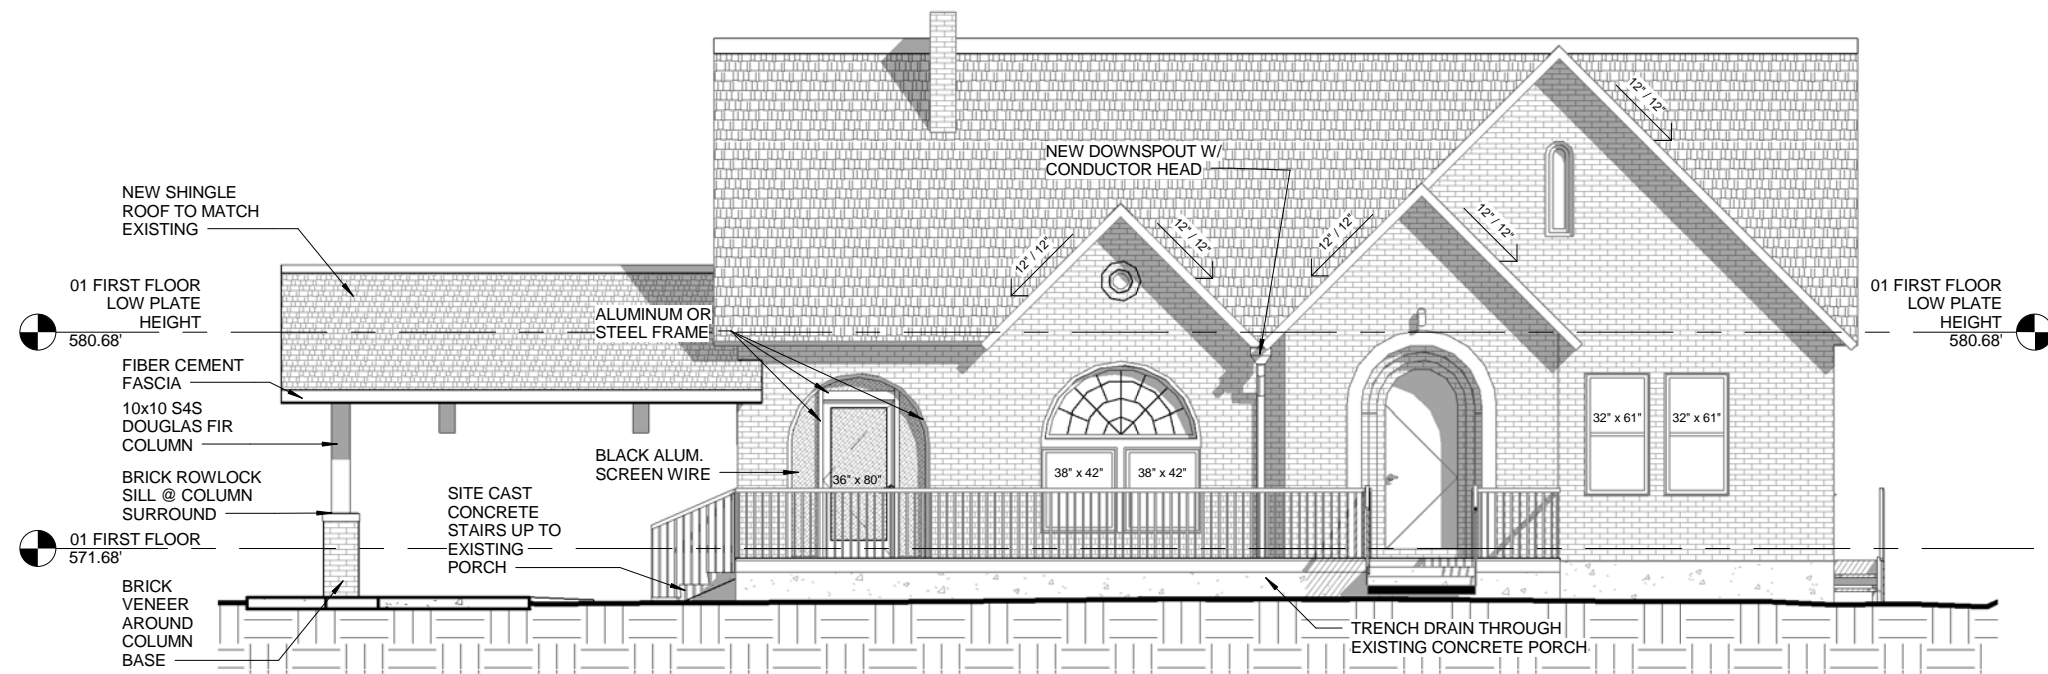 NEW SHINGLE
ROOF TO MATCH
EXISTING
01 FIRST FLOOR
LOW PLATE
HEIGHT
580.68'
FIBER CEMENT
FASCIA
10x10 S4S
DOUGLAS FIR
COLUMN
BRICK ROWLOCK
SILL @ COLUMN
SURROUND
01 FIRST FLOOR
571.68'
BRICK
VENEER
AROUND
COLUMN
BASE
SITE CAST
CONCRETE
STAIRS UP TO
EXISTING
PORCH
ALUMINUM OR
STEEL FRAME
BLACK ALUM.
SCREEN WIRE
36" x 80"
NEW DOWNSPOUT W/
CONDUCTOR HEAD
12" / 12"
12" / 12"
12" / 12"
12" / 12"
12" / 12"
38" x 42"
38" x 42"
32" x 61"
32" x 61"
01 FIRST FLOOR
LOW PLATE
HEIGHT
580.68'
TRENCH DRAIN THROUGH
EXISTING CONCRETE PORCH